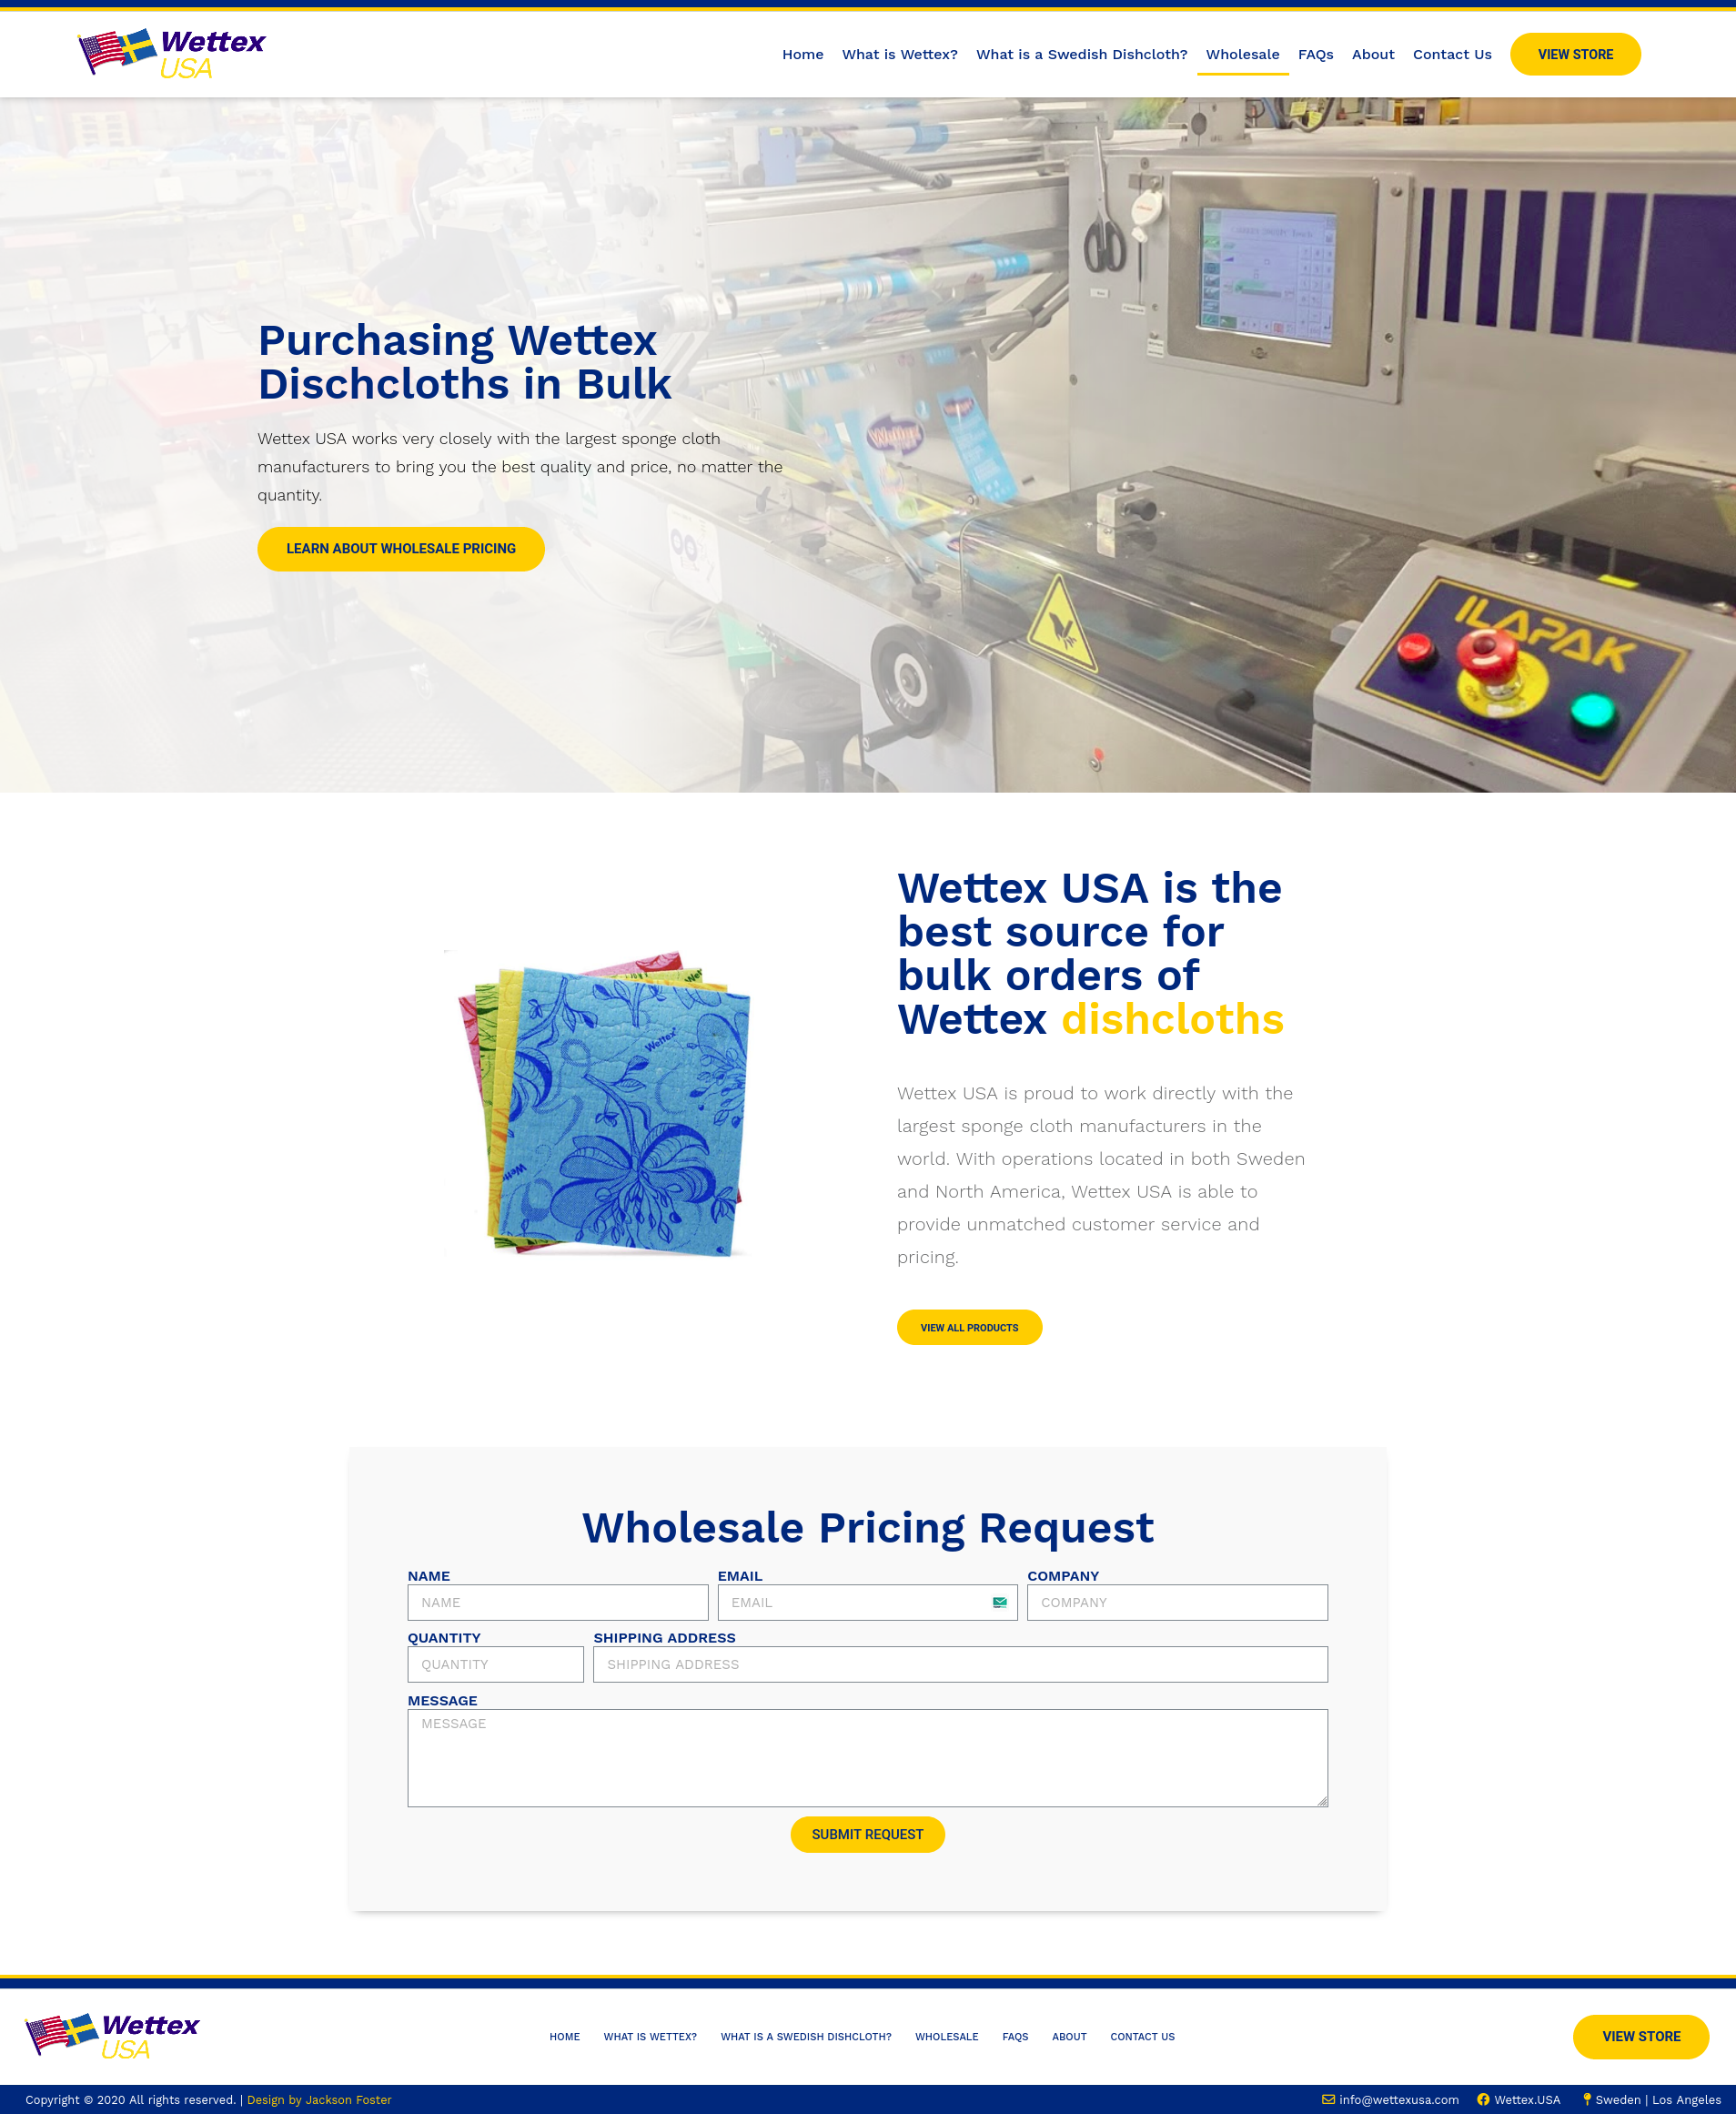 Wettex
USA
Home What is Wettex? What is a Swedish Dishcloth? Wholesale FAQs About Contact Us VIEW STORE
Purchasing Wettex
Dischcloths in Bulk
Wettex USA works very closely with the largest sponge cloth
manufacturers to bring you the best quality and price, no matter the
quantity.
LEARN ABOUT WHOLESALE PRICING
Wettex
ILAPAK
Wettex USA is the
best source for
bulk orders of
Wettex dishcloths
Wettex
Wettex
Wettex USA is proud to work directly with the
largest sponge cloth manufacturers in the
world. With operations located in both Sweden
and North America, Wettex USA is able to
provide unmatched customer service and
pricing.
VIEW ALL PRODUCTS
Wholesale Pricing Request
NAME EMAIL COMPANY
NAME EMAIL COMPANY
QUANTITY SHIPPING ADDRESS
QUANTITY SHIPPING ADDRESS
MESSAGE
MESSAGE
SUBMIT REQUEST
Wettex
USA
HOME WHAT IS WETTEX? WHAT IS A SWEDISH DISHCLOTH? WHOLESALE FAQS ABOUT CONTACT US
VIEW STORE
Copyright © 2020 All rights reserved. | Design by Jackson Foster
info@wettexusa.com Wettex.USA Sweden | Los Angeles